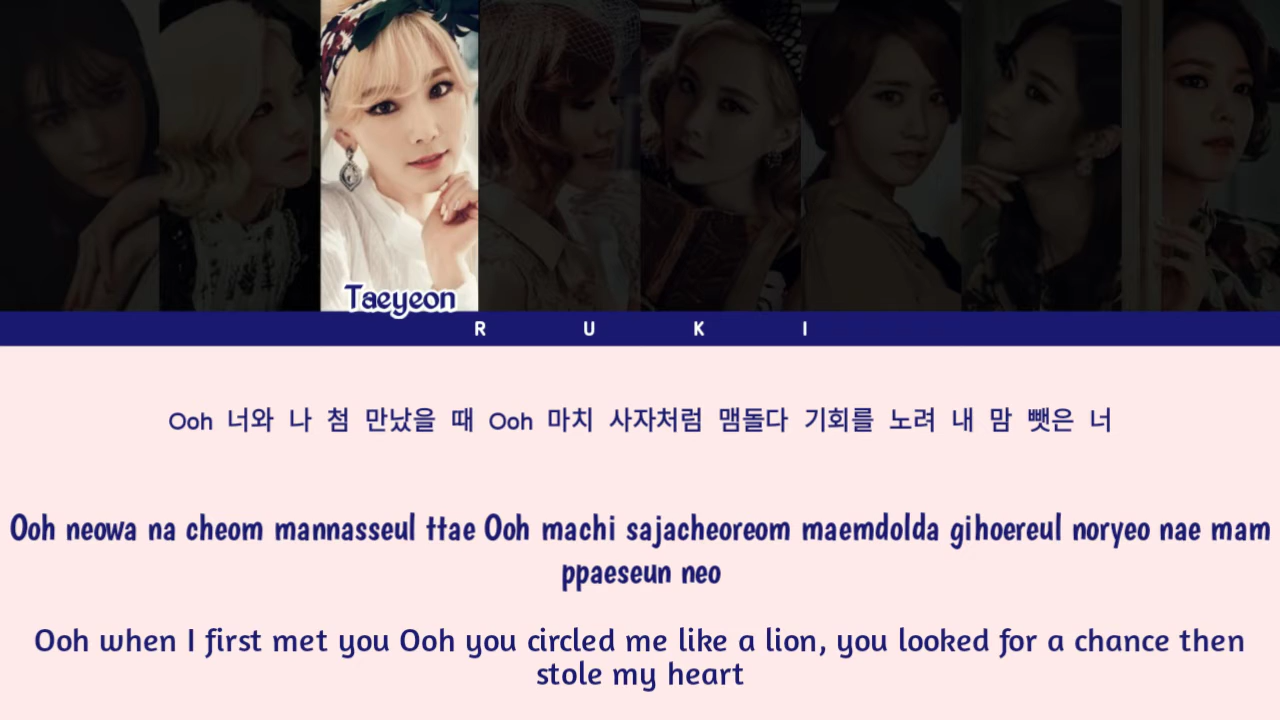 Taeyeon
R U K I
Ooh 너와 나 첨 만났을 때 Ooh 마치 사자처럼 맴돌다 기회를 노려 내 맘 뺏은 너
Ooh neowa na cheom mannasseul ttae Ooh machi sajacheoreom maemdolda gihoereul noryeo nae mam
ppaeseun neo
Ooh when I first met you Ooh you circled me like a lion, you looked for a chance then
stole my heart